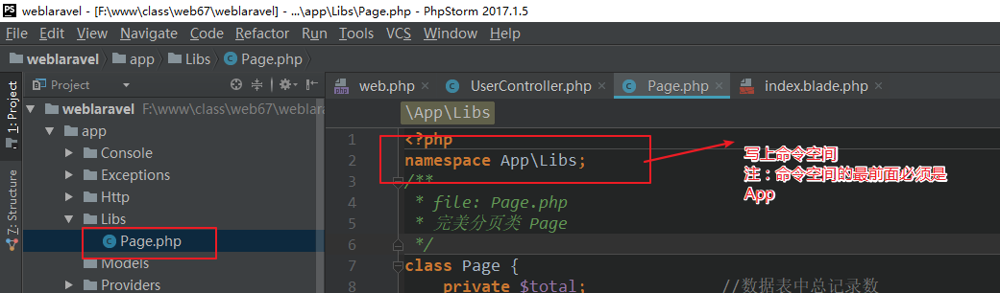 weblaravel - [F:\www\class\web67\weblaravel] - ...\app\Libs\Page.php - PhpStorm 2017.1.5
File Edit View Navigate Code Refactor Run Tools VCS Window Help
weblaravel app Libs Page.php
1: Project
7: Structure
Project
weblaravel F:\www\class\web67\weblara
app
Console
Exceptions
Http
Libs
Page.php
Models
Providers
web.php UserController.php Page.php index.blade.php
\App\Libs
1 <?php
2 namespace App\Libs;
3 /**
4 * file: Page.php
5 * 完美分页类 Page
6 */
7 class Page {
8 private $total; //数据表中总记录数
写上命令空间
注：命令空间的最前面必须是
App